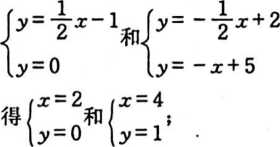 {y=1/2x-1
y=0 和 {y=-1/2x+2
y=-x+5
得{x=2
y=0 和 {x=4
y=1 ;